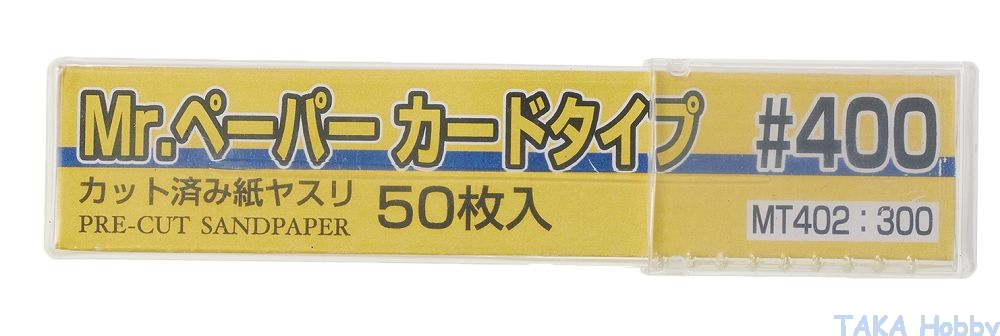 Mr.ペーパー カードタイプ #400
カット済み紙ヤスリ
PRE-CUT SANDPAPER
50枚入
MT402:300
TAKA Hobby